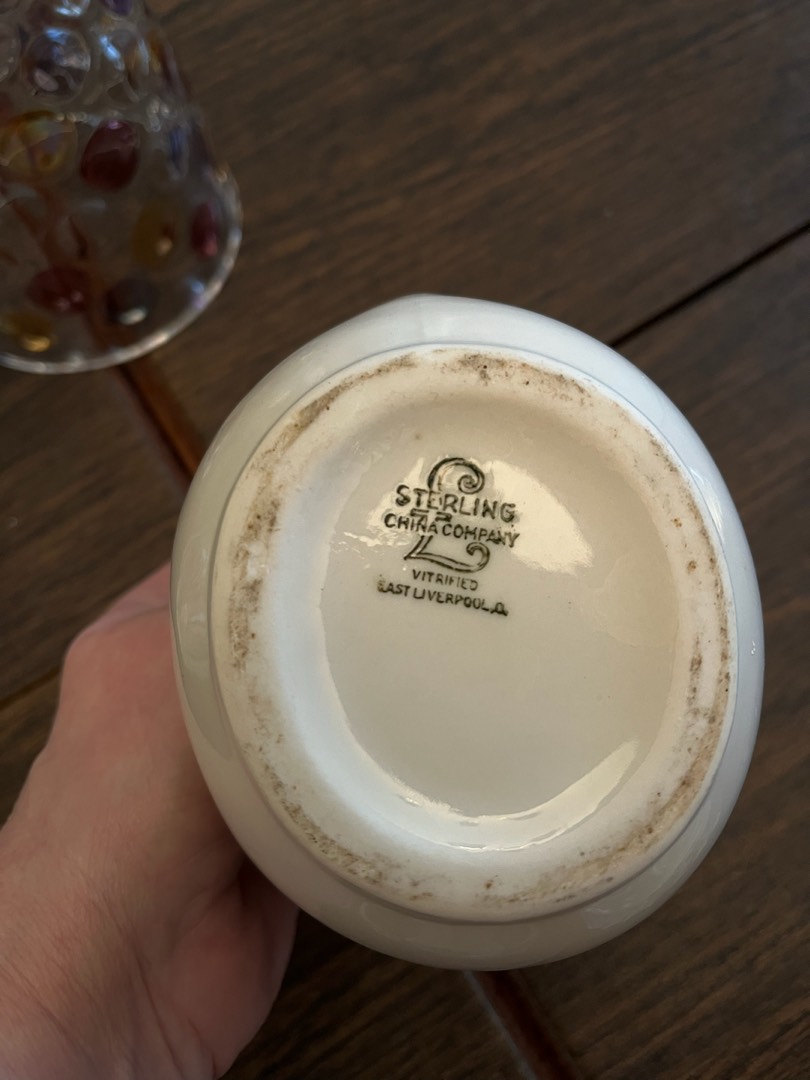 STERLING
CHINA COMPANY
VITRIFIED
EAST LIVERPOOL, O.